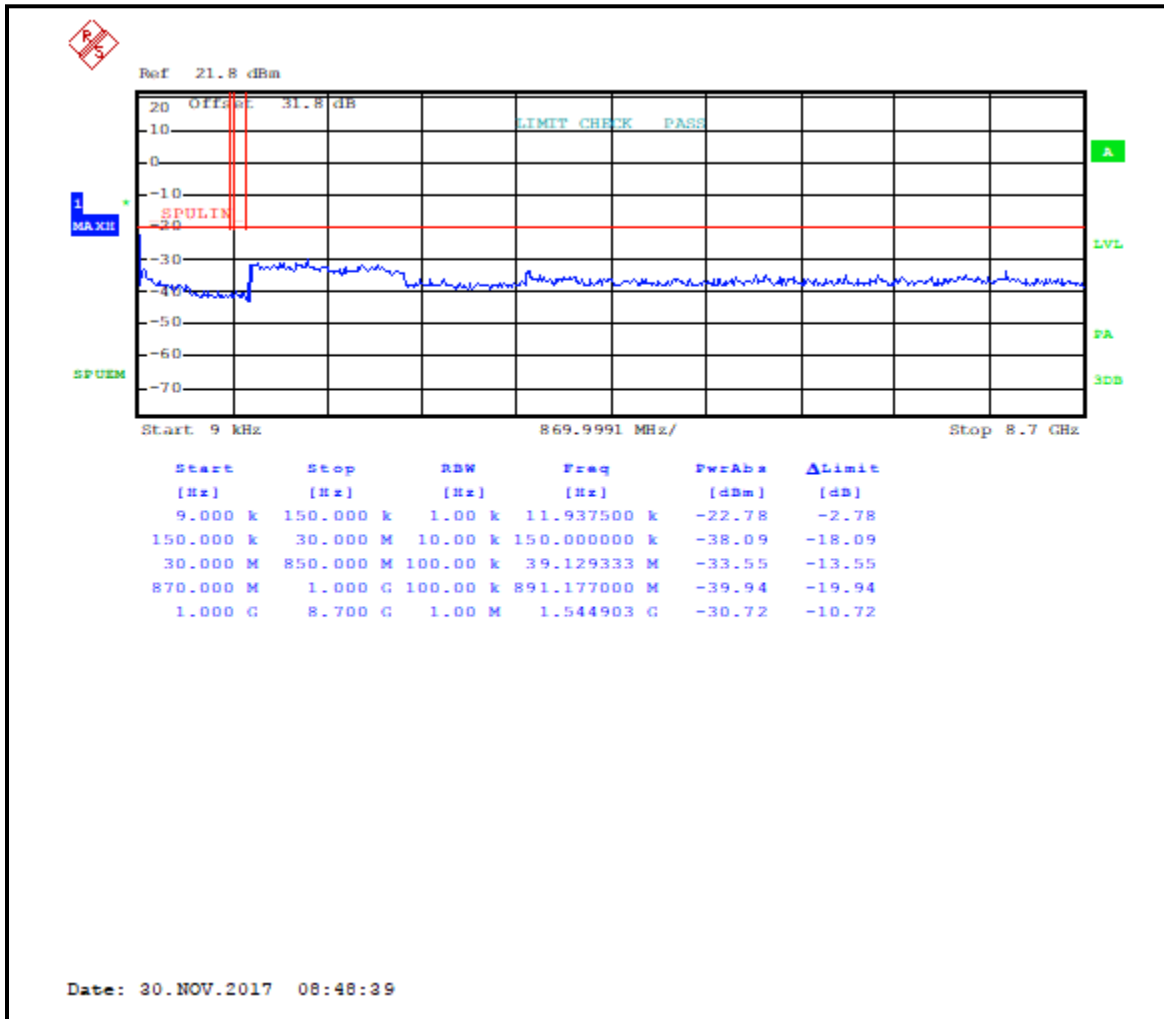 R S
Ref 21.8 dBm
Offset 31.8 dB
LIMIT CHECK PASS
20
10
0
-10
SPULIN
-20
-30
-40
-50
-60
-70
1
*
MAXH
SPUEM
A
LVL
PA
3DB
Start 9 kHz 869.9991 MHz/ Stop 8.7 GHz
Start Stop RBW Freq PwrAbs ΔLimit
[Hz] [Hz] [Hz] [Hz] [dBm] [dB]
9.000 k 150.000 k 1.00 k 11.937500 k -22.78 -2.78
150.000 k 30.000 M 10.00 k 150.000000 k -38.09 -18.09
30.000 M 850.000 M 100.00 k 39.129333 M -33.55 -13.55
870.000 M 1.000 G 100.00 k 891.177000 M -39.94 -19.94
1.000 G 8.700 G 1.00 M 1.544903 G -30.72 -10.72
Date: 30.NOV.2017 08:48:39